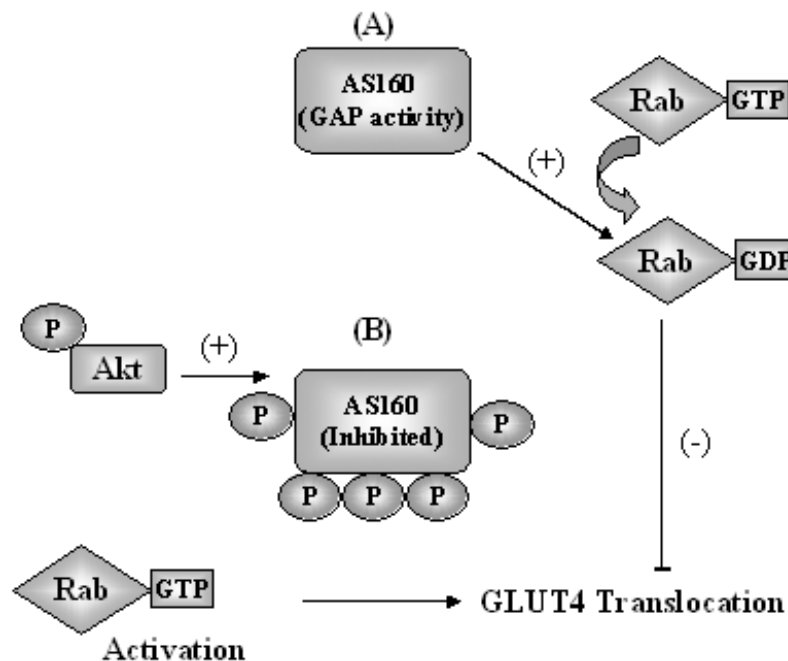 (A)
AS160
(GAP activity)
Rab
GTP
(+)
Rab
GDP
P
Akt
(+)
(B)
P
AS160
(Inhibited)
P
P
P
P
(-)
Rab
GTP
Activation
GLUT4 Translocation